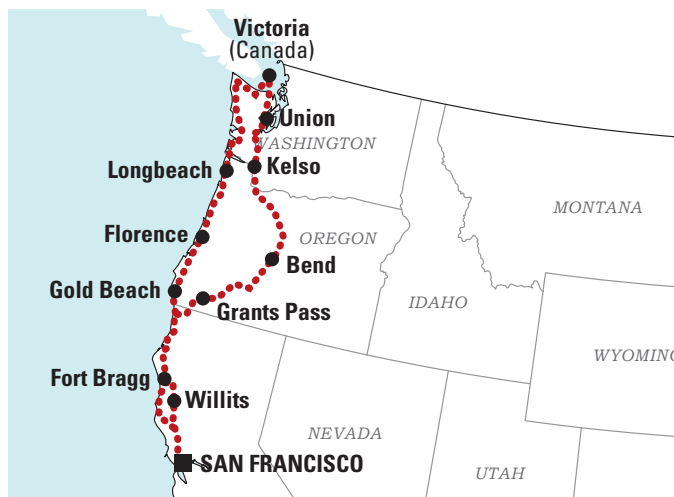 Victoria
(Canada)
Union
WASHINGTON
Longbeach
Kelso
MONTANA
Florence
OREGON
Bend
Gold Beach
IDAHO
Grants Pass
WYOMING
Fort Bragg
Willits
NEVADA
SAN FRANCISCO
UTAH